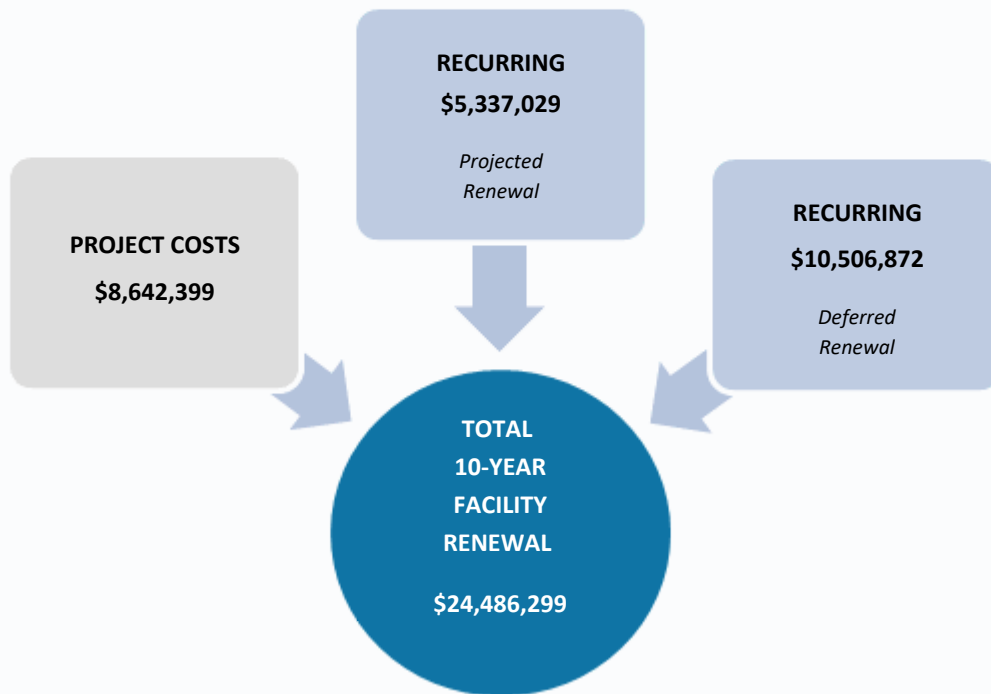 RECURRING
$5,337,029
Projected
Renewal
PROJECT COSTS
$8,642,399
RECURRING
$10,506,872
Deferred
Renewal
TOTAL
10-YEAR
FACILITY
RENEWAL
$24,486,299